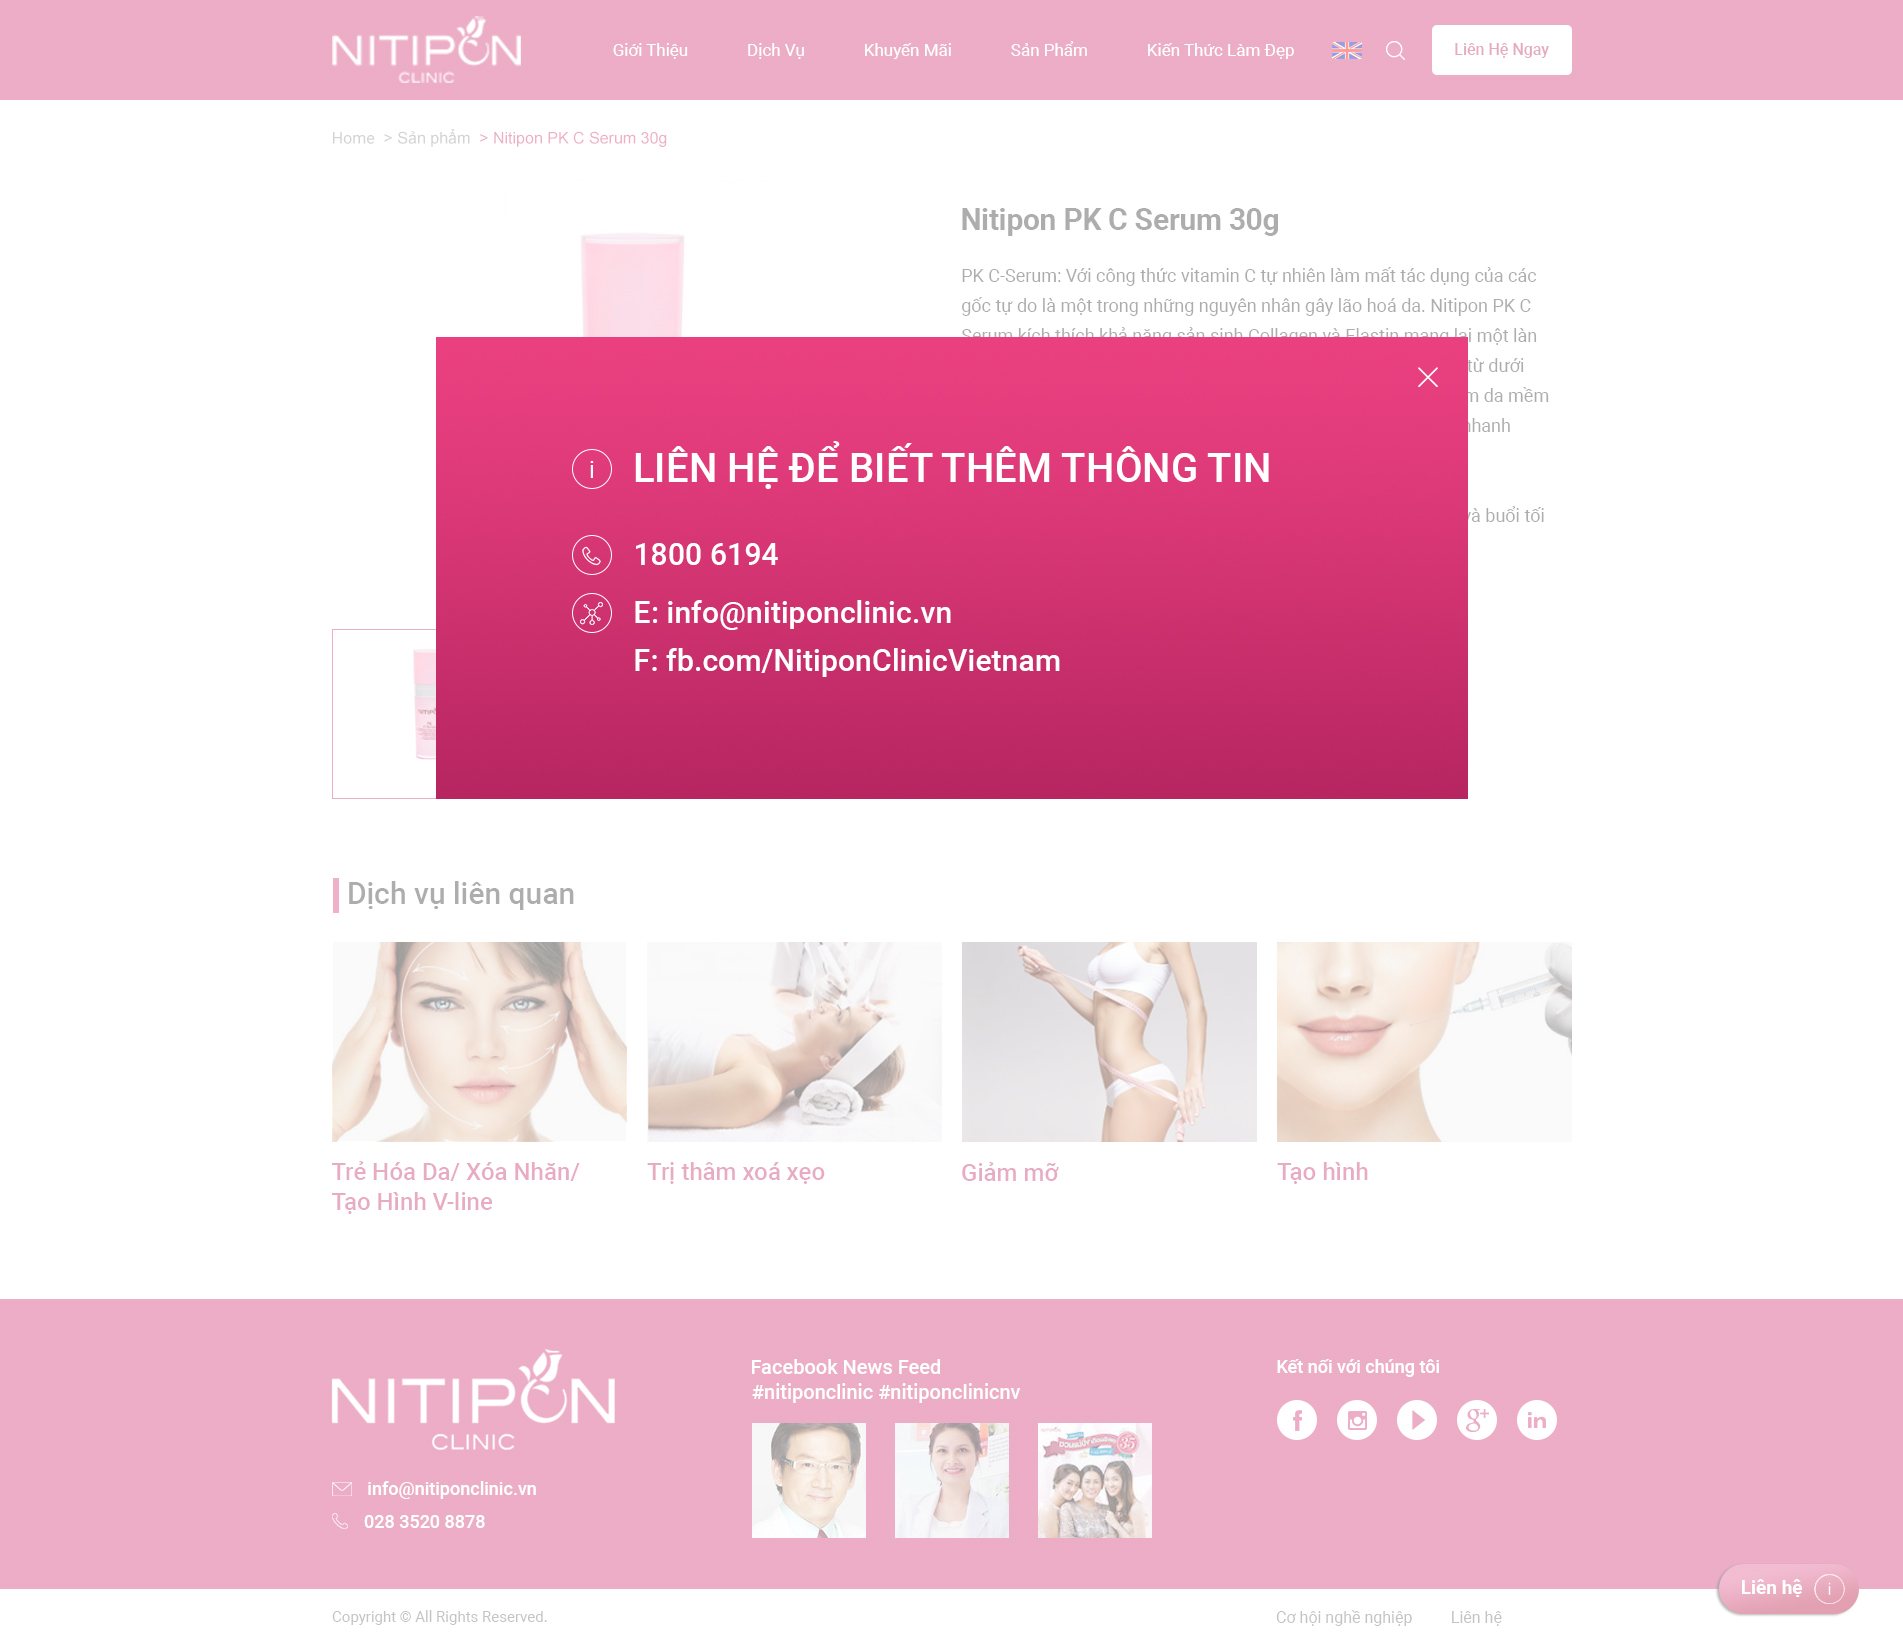 NITIPON
CLINIC
Giới Thiệu
Dịch Vụ
Khuyến Mãi
Sản Phẩm
Kiến Thức Làm Đẹp
Liên Hệ Ngay
Home > Sản phẩm > Nitipon PK C Serum 30g
Nitipon PK C Serum 30g
PK C-Serum: Với công thức vitamin C tự nhiên làm mất tác dụng của các
gốc tự do là một trong những nguyên nhân gây lão hoá da. Nitipon PK C
Serum kích thích khả năng sản sinh Collagen và Elastin mang lại một làn
từ dưới
da mềm
nhanh
và buổi tối
LIÊN HỆ ĐỂ BIẾT THÊM THÔNG TIN
1800 6194
E: info@nitiponclinic.vn
F: fb.com/NitiponClinicVietnam
Dịch vụ liên quan
Trẻ Hóa Da/ Xóa Nhăn/
Tạo Hình V-line
Trị thâm xoá xẹo
Giảm mỡ
Tạo hình
NITIPON
CLINIC
info@nitiponclinic.vn
028 3520 8878
Facebook News Feed
#nitiponclinic #nitiponclinicnv
Kết nối với chúng tôi
Liên hệ
Copyright © All Rights Reserved.
Cơ hội nghề nghiệp
Liên hệ